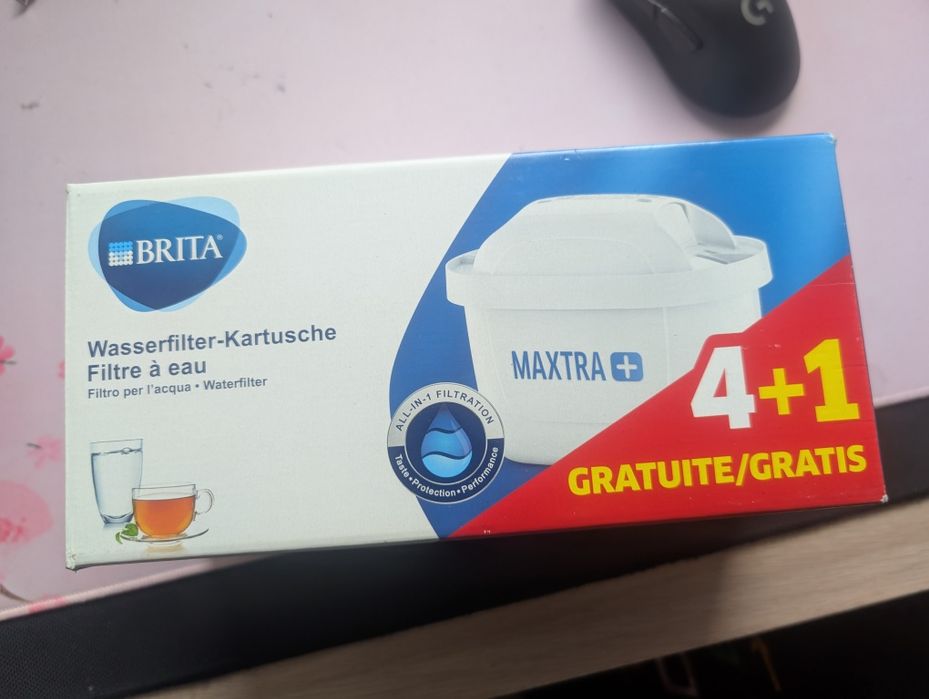 BRITA®
Wasserfilter-Kartusche
Filtre à eau
Filtro per l'acqua • Waterfilter
MAXTRA +
ALL-IN-1 FILTRATION
Taste • Protection • Performance
4+1
GRATUITE/GRATIS
G